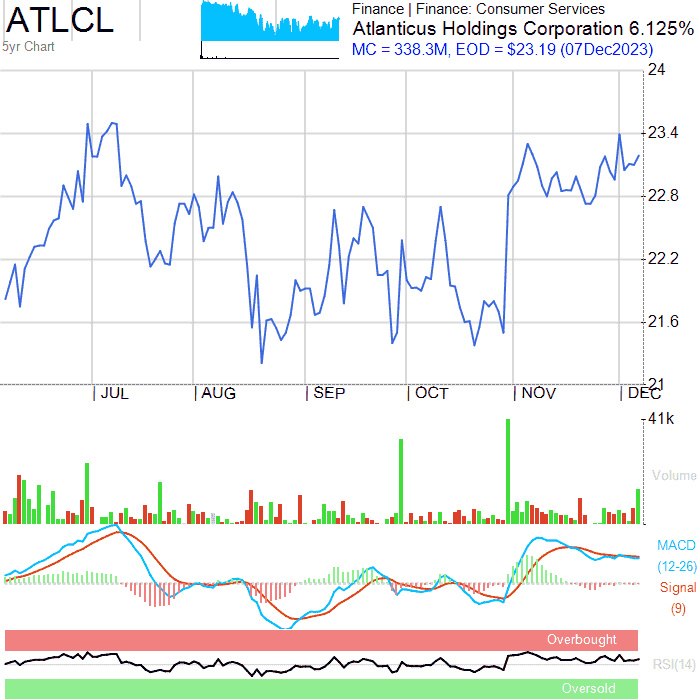 ATLCL
5yr Chart
Finance | Finance: Consumer Services
Atlanticus Holdings Corporation 6.125%
MC = 338.3M, EOD = $23.19 (07Dec2023)
24
23.4
22.8
22.2
21.6
21
JUL AUG SEP OCT NOV DEC
41k
Volume
MACD
(12-26)
Signal
(9)
Overbought
RSI(14)
Oversold